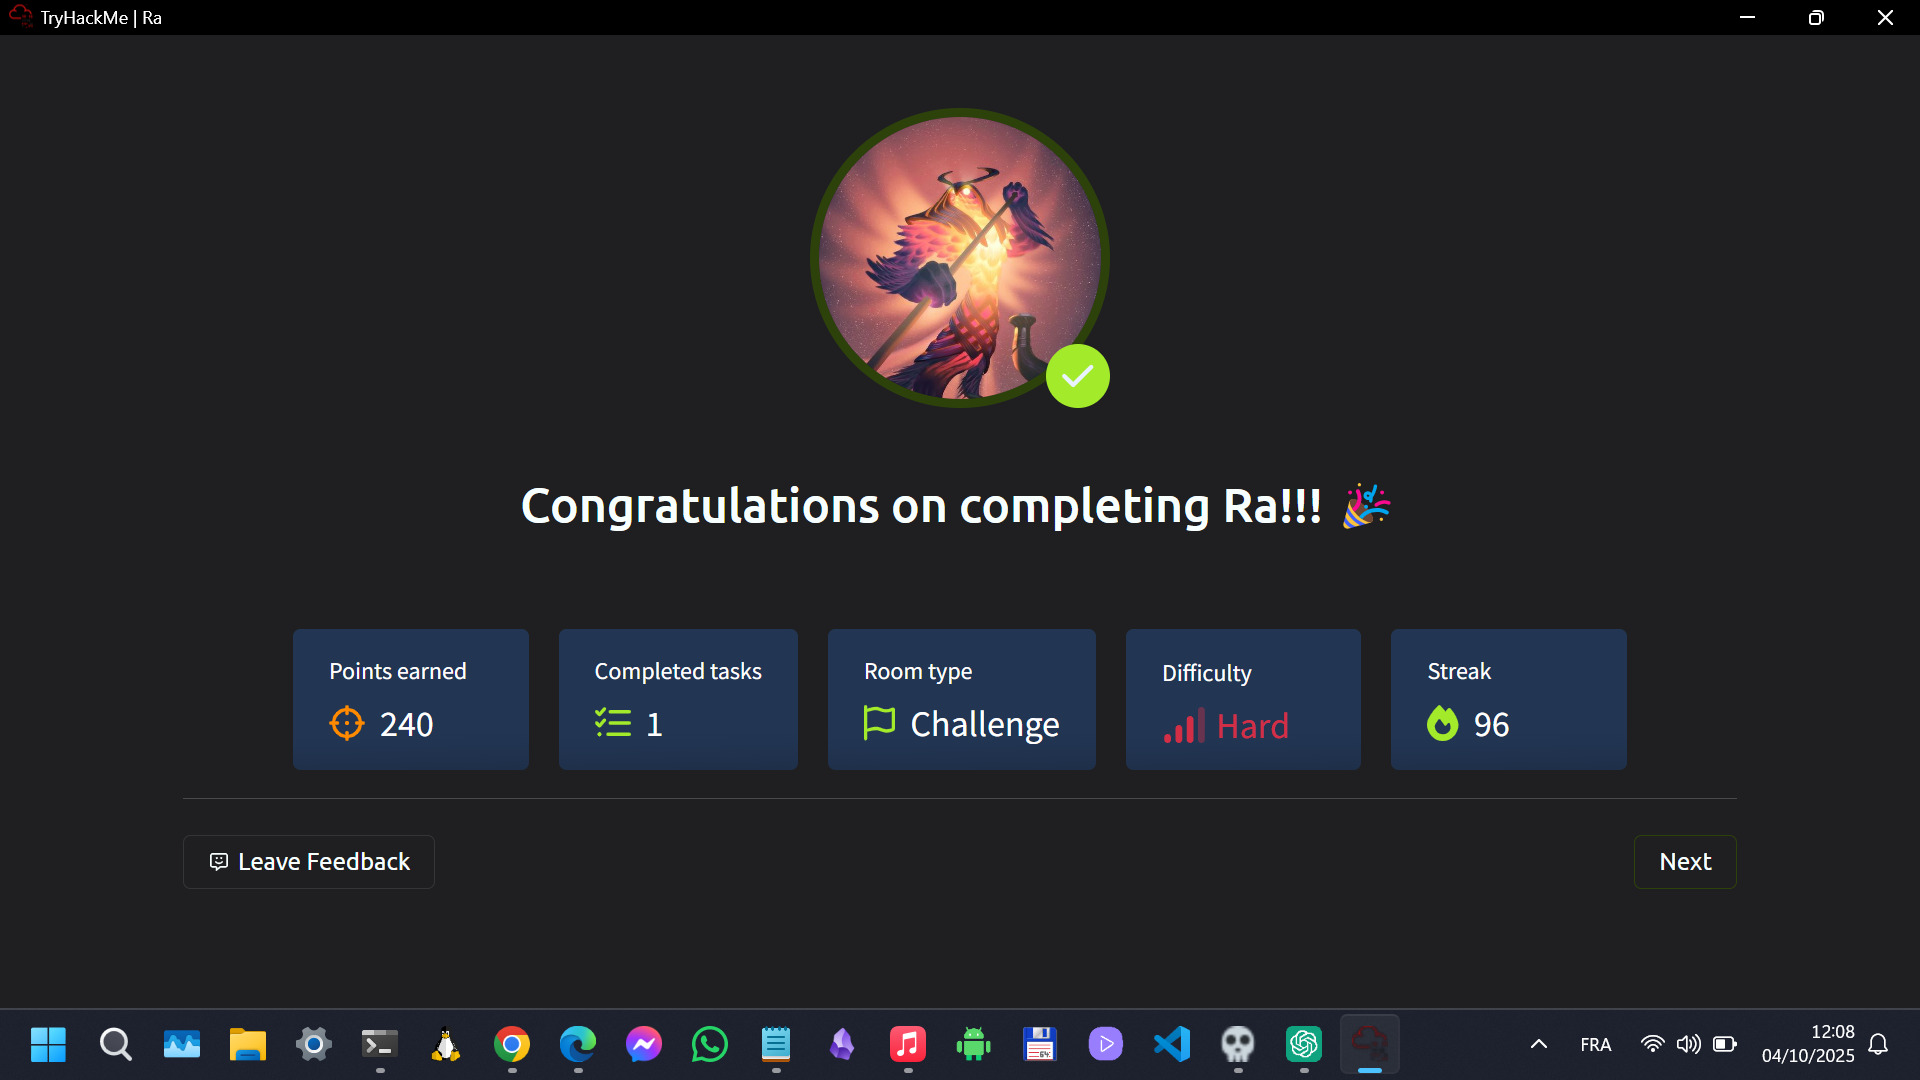 TryHackMe | Ra
Congratulations on completing Ra!!! 🎉
Points earned
240
Completed tasks
1
Room type
Challenge
Difficulty
Hard
Streak
96
Leave Feedback
Next
64
FRA
12:08
04/10/2025